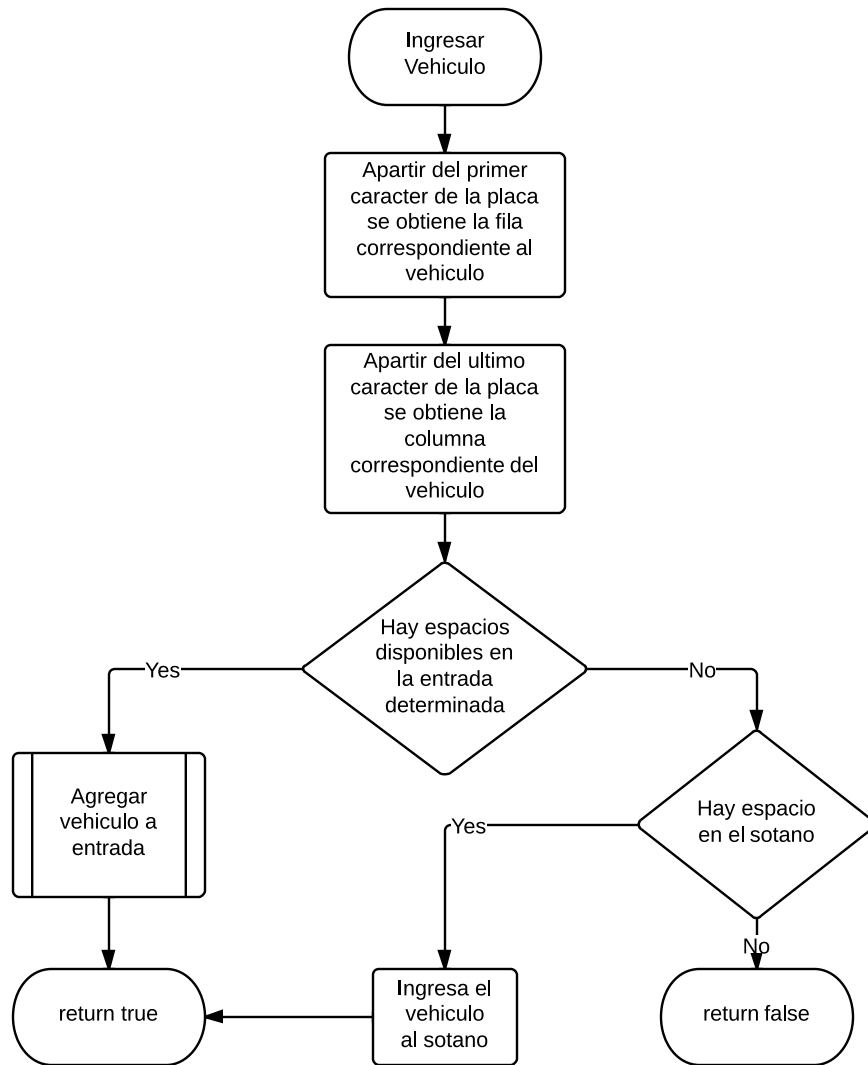 Ingresar
Vehiculo
Apartir del primer
caracter de la placa
se obtiene la fila
correspondiente al
vehiculo
Apartir del ultimo
caracter de la placa
se obtiene la
columna
correspondiente del
vehiculo
Hay espacios
disponibles en
la entrada
determinada
Yes
No
Agregar
vehiculo a
entrada
Hay espacio
en el sotano
Yes
No
return true
Ingresa el
vehiculo
al sotano
return false